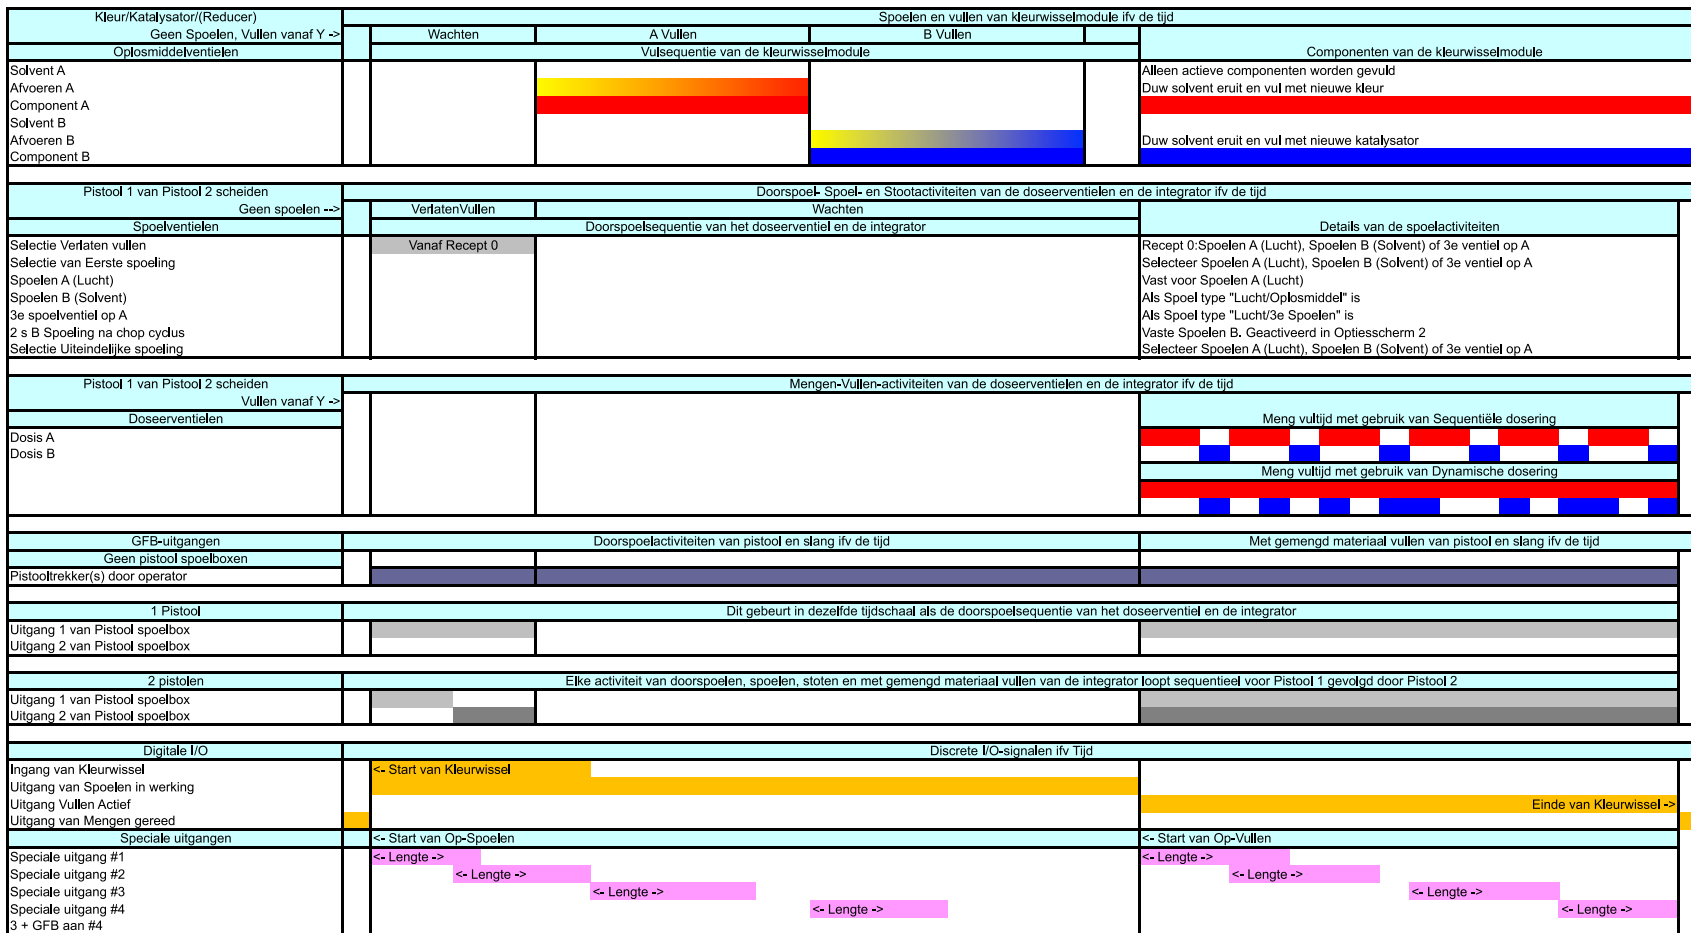 Kleur/Katalysator/(Reducer)
Spoelen en vullen van kleurwisselmodule ifv de tijd
Geen Spoelen, Vullen vanaf Y ->
Wachten
A Vullen
B Vullen
Oplosmiddelventielen
Vulsequentie van de kleurwisselmodule
Componenten van de kleurwisselmodule
Solvent A
Alleen actieve componenten worden gevuld
Afvoeren A
Duw solvent eruit en vul met nieuwe kleur
Component A
Solvent B
Afvoeren B
Duw solvent eruit en vul met nieuwe katalysator
Component B
Pistool 1 van Pistool 2 scheiden
Doorspoel- Spoel- en Stootactiviteiten van de doseerventielen en de integrator ifv de tijd
Geen spoelen -->
VerlatenVullen
Wachten
Spoelventielen
Doorspoelsequentie van het doseerventiel en de integrator
Details van de spoelactiviteiten
Selectie Verlaten vullen
Vanaf Recept 0
Recept 0:Spoelen A (Lucht), Spoelen B (Solvent) of 3e ventiel op A
Selectie van Eerste spoeling
Selecteer Spoelen A (Lucht), Spoelen B (Solvent) of 3e ventiel op A
Spoelen A (Lucht)
Vast voor Spoelen A (Lucht)
Spoelen B (Solvent)
Als Spoel type "Lucht/Oplosmiddel" is
3e spoelventiel op A
Als Spoel type "Lucht/3e Spoelen" is
2 s B Spoeling na chop cyclus
Vaste Spoelen B. Geactiveerd in Optiesscherm 2
Selectie Uiteindelijke spoeling
Selecteer Spoelen A (Lucht), Spoelen B (Solvent) of 3e ventiel op A
Pistool 1 van Pistool 2 scheiden
Mengen-Vullen-activiteiten van de doseerventielen en de integrator ifv de tijd
Vullen vanaf Y ->
Doseerventielen
Meng vultijd met gebruik van Sequentiële dosering
Dosis A
Dosis B
Meng vultijd met gebruik van Dynamische dosering
GFB-uitgangen
Doorspoelactiviteiten van pistool en slang ifv de tijd
Met gemengd materiaal vullen van pistool en slang ifv de tijd
Geen pistool spoelboxen
Pistooltrekker(s) door operator
1 Pistool
Dit gebeurt in dezelfde tijdschaal als de doorspoelsequentie van het doseerventiel en de integrator
Uitgang 1 van Pistool spoelbox
Uitgang 2 van Pistool spoelbox
2 pistolen
Elke activiteit van doorspoelen, spoelen, stoten en met gemengd materiaal vullen van de integrator loopt sequentieel voor Pistool 1 gevolgd door Pistool 2
Uitgang 1 van Pistool spoelbox
Uitgang 2 van Pistool spoelbox
Digitale I/O
Discrete I/O-signalen ifv Tijd
Ingang van Kleurwissel
<- Start van Kleurwissel
Uitgang van Spoelen in werking
Uitgang Vullen Actief
Einde van Kleurwissel ->
Uitgang van Mengen gereed
Speciale uitgangen
<- Start van Op-Spoelen
<- Start van Op-Vullen
Speciale uitgang #1
<- Lengte ->
<- Lengte ->
Speciale uitgang #2
<- Lengte ->
<- Lengte ->
Speciale uitgang #3
<- Lengte ->
<- Lengte ->
Speciale uitgang #4
<- Lengte ->
<- Lengte ->
3 + GFB aan #4